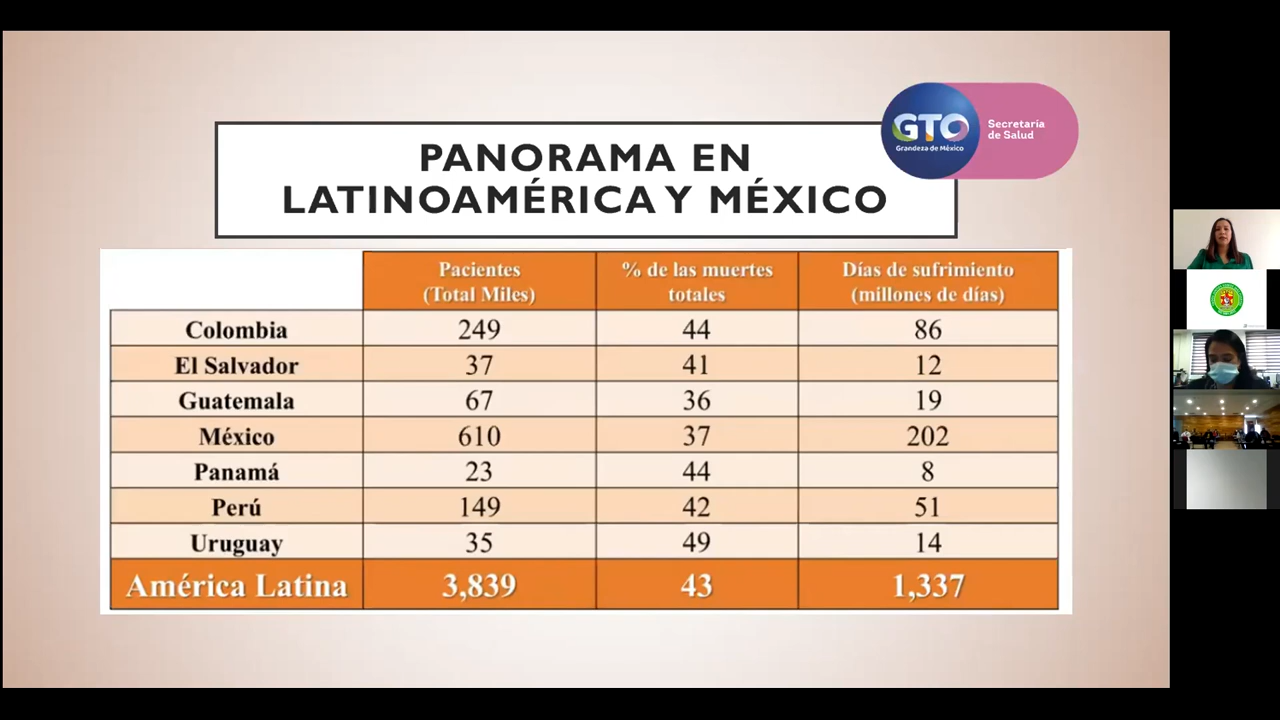 PANORAMA EN
LATINOAMÉRICA Y MÉXICO
GTO
Grandeza de México
Secretaría
de Salud
Pacientes % de las muertes Días de sufrimiento
(Total Miles) totales (millones de días)
Colombia 249 44 86
El Salvador 37 41 12
Guatemala 67 36 19
México 610 37 202
Panamá 23 44 8
Perú 149 42 51
Uruguay 35 49 14
América Latina 3,839 43 1,337